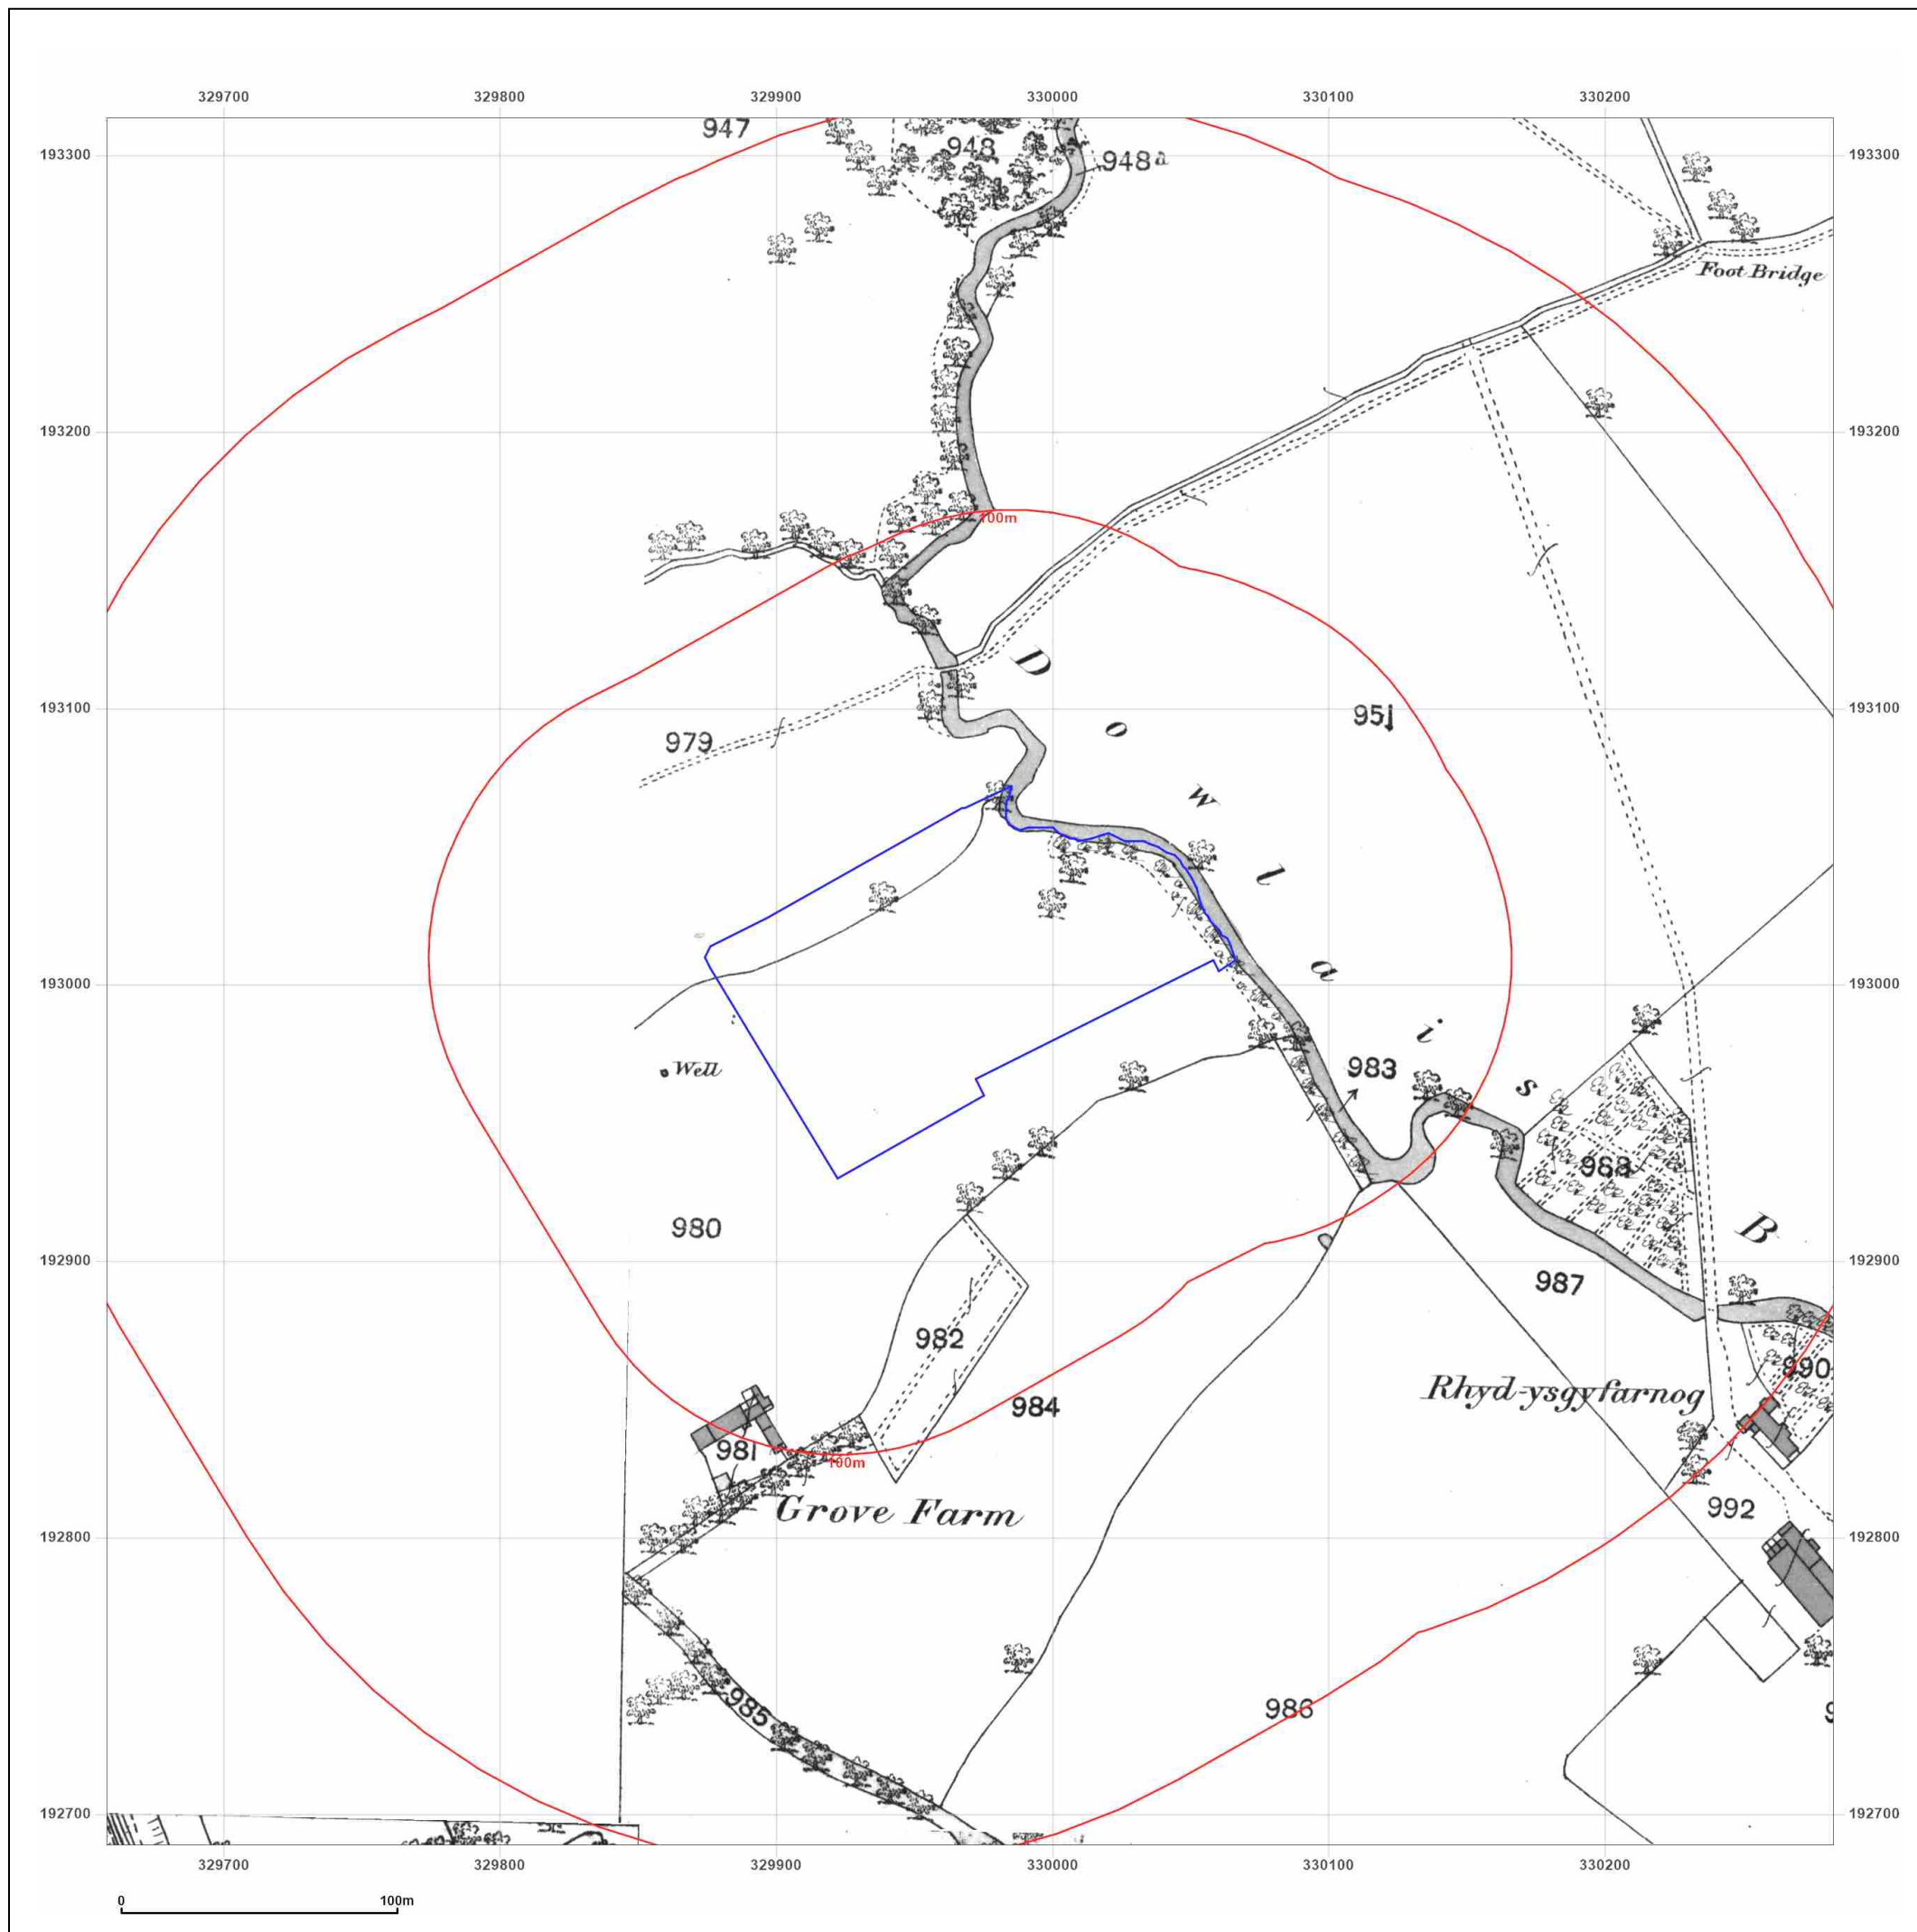 329700 329800 329900 330000 330100 330200
947
948
948a
193300 193300
Foot Bridge
193200 193200
100m
D o w l a i s B
951
193100 193100
979
193000 193000
983
Well
988
980
192900 192900
987
982
990
Rhyd-ysgyfarnog
984
981
100m
Grove Farm
992
192800 192800
985
986
9
192700 192700
329700 329800 329900 330000 330100 330200
0 100m